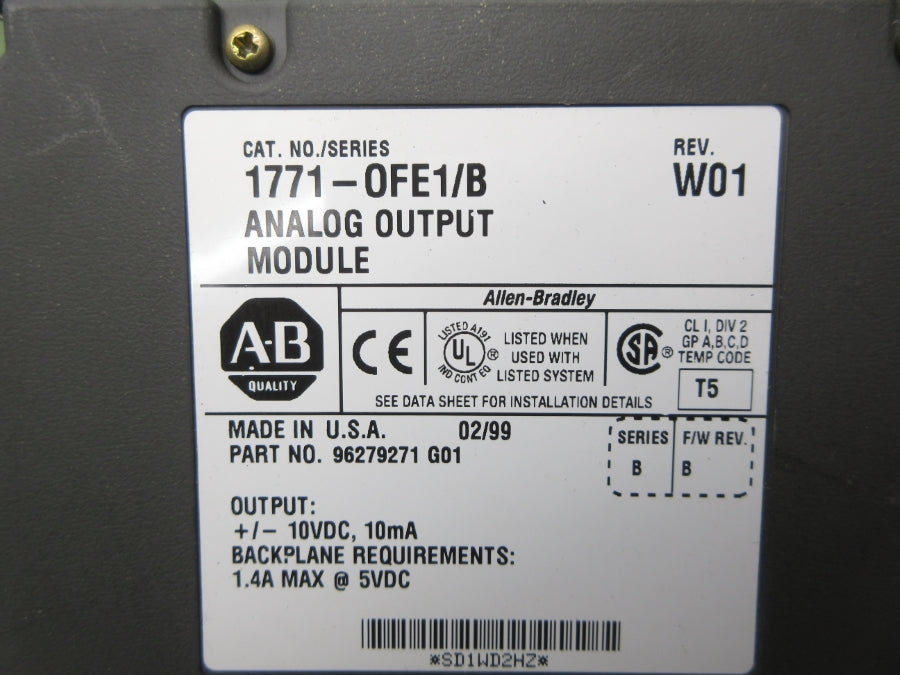 CAT. NO./SERIES
1771-OFE1/B
ANALOG OUTPUT
MODULE
REV.
W01
Allen-Bradley
A-B
QUALITY
CE
LISTED A191
UL
®
IND CONT EQ
LISTED WHEN
USED WITH
LISTED SYSTEM
SA
®
CL I, DIV 2
GP A,B,C,D
TEMP CODE
T5
SEE DATA SHEET FOR INSTALLATION DETAILS
MADE IN U.S.A. 02/99
PART NO. 96279271 G01
SERIES
B
F/W REV.
B
OUTPUT:
+/- 10VDC, 10mA
BACKPLANE REQUIREMENTS:
1.4A MAX @ 5VDC
*SD1WD2HZ*